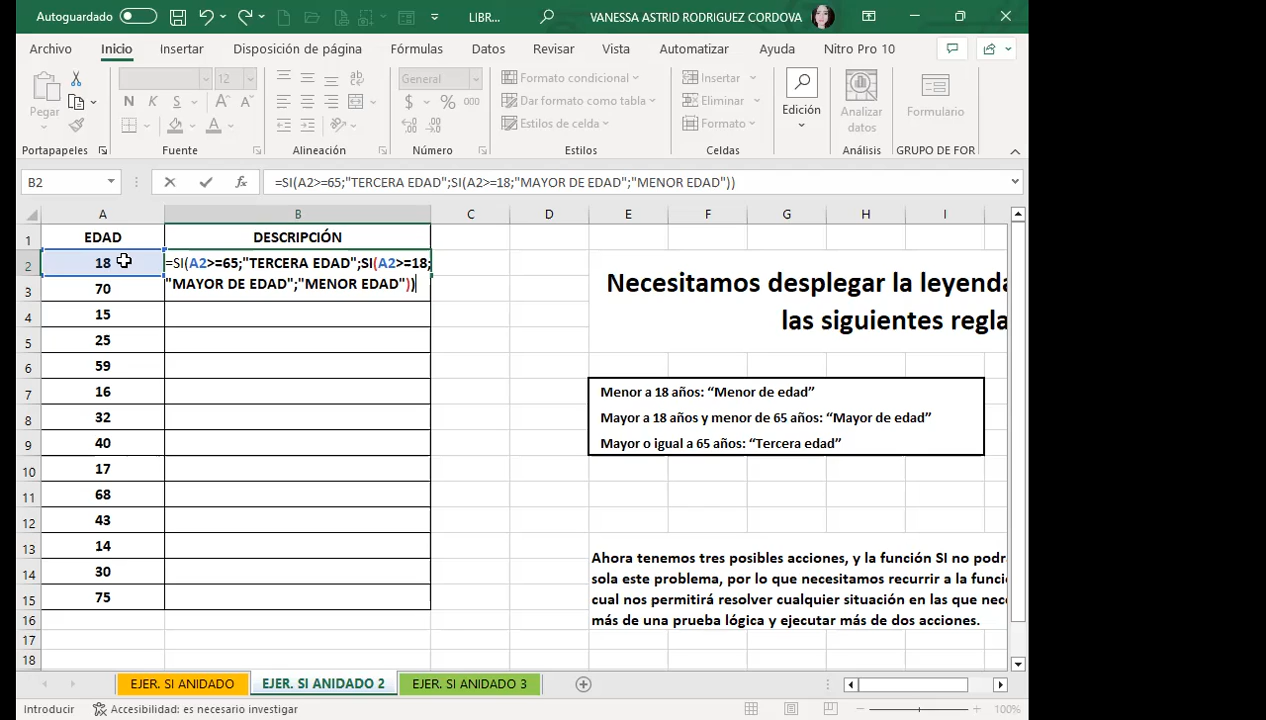 Autoguardado
LIBR...
VANESSA ASTRID RODRIGUEZ CORDOVA
Archivo
Inicio
Insertar
Disposición de página
Fórmulas
Datos
Revisar
Vista
Automatizar
Ayuda
Nitro Pro 10
Pegar
12
N K S
General
$ % 000
Formato condicional
Dar formato como tabla
Estilos de celda
Insertar
Eliminar
Formato
Edición
Analizar datos
Formulario
Portapapeles
Fuente
Alineación
Número
Estilos
Celdas
Análisis
GRUPO DE FOR
B2
fx
=SI(A2>=65;"TERCERA EDAD";SI(A2>=18;"MAYOR DE EDAD";"MENOR EDAD"))
A B C D E F G H I
1 EDAD DESCRIPCIÓN
2 18 =SI(A2>=65;"TERCERA EDAD";SI(A2>=18;
"MAYOR DE EDAD";"MENOR EDAD"))
3 70
4 15
5 25
6 59
7 16
8 32
9 40
10 17
11 68
12 43
13 14
14 30
15 75
16
17
18
Necesitamos desplegar la leyenda
las siguientes regla
Menor a 18 años: “Menor de edad”
Mayor a 18 años y menor de 65 años: “Mayor de edad”
Mayor o igual a 65 años: “Tercera edad”
Ahora tenemos tres posibles acciones, y la función SI no podr
sola este problema, por lo que necesitamos recurrir a la funci
cual nos permitirá resolver cualquier situación en las que nec
más de una prueba lógica y ejecutar más de dos acciones.
EJER. SI ANIDADO
EJER. SI ANIDADO 2
EJER. SI ANIDADO 3
Introducir
Accesibilidad: es necesario investigar
100%